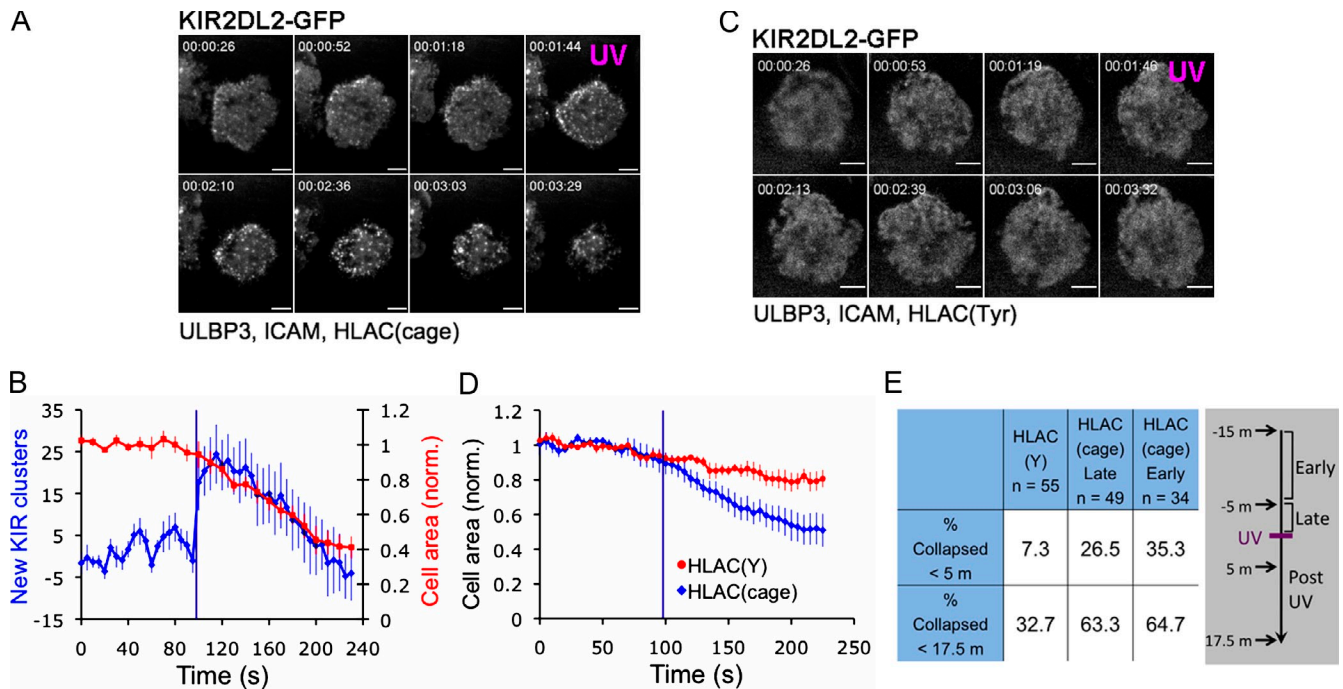 A
KIR2DL2-GFP
00:00:26 00:00:52 00:01:18 00:01:44 UV
00:02:10 00:02:36 00:03:03 00:03:29
ULBP3, ICAM, HLAC(cage)
C
KIR2DL2-GFP
00:00:26 00:00:53 00:01:19 00:01:46 UV
00:02:13 00:02:39 00:03:06 00:03:32
ULBP3, ICAM, HLAC(Tyr)
B
New KIR clusters
35
25
15
5
-5
-15
0 40 80 120 160 200 240
Time (s)
1.2
1
0.8
0.6
0.4
0.2
0
Cell area (norm.)
D
Cell area (norm.)
1.2
1
0.8
0.6
0.4
0.2
0
0 50 100 150 200 250
Time (s)
HLAC(Y)
HLAC(cage)
E
HLAC (Y) n = 55
HLAC (cage) Late n = 49
HLAC (cage) Early n = 34
% Collapsed < 5 m 7.3 26.5 35.3
% Collapsed < 17.5 m 32.7 63.3 64.7
-15 m
Early
-5 m
Late
UV
5 m
Post UV
17.5 m